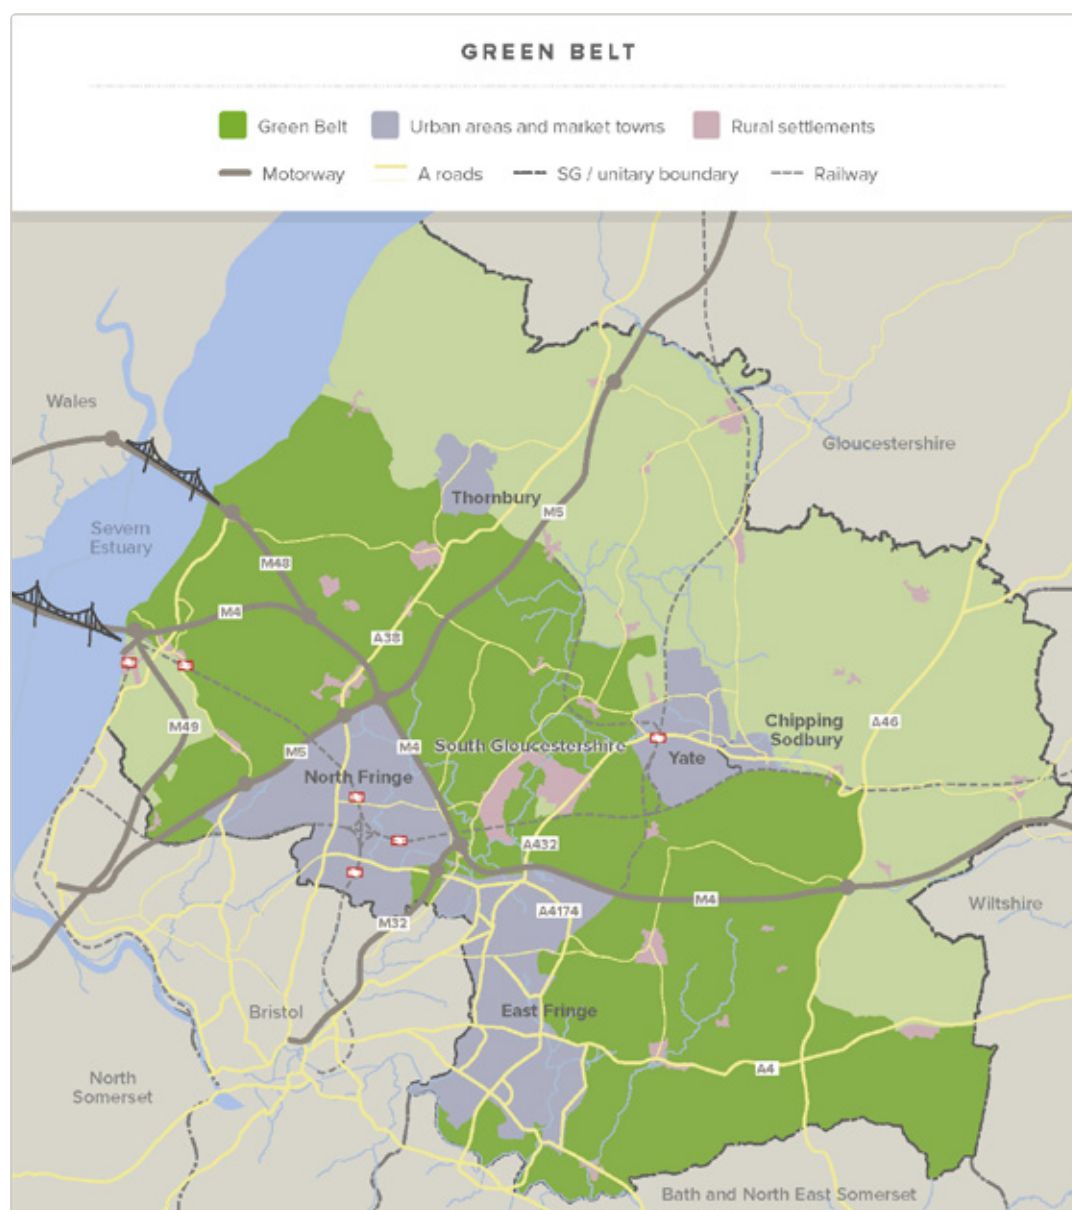 GREEN BELT
Green Belt
Urban areas and market towns
Rural settlements
Motorway
A roads
SG / unitary boundary
Railway
Wales
Gloucestershire
Thornbury
M5
Severn
Estuary
M48
M4
A38
M49
M5
M4
South Gloucestershire
Chipping
Sodbury
A46
Yate
North Fringe
A432
M4
Wiltshire
A4174
M32
Bristol
East Fringe
North
Somerset
A4
Bath and North East Somerset